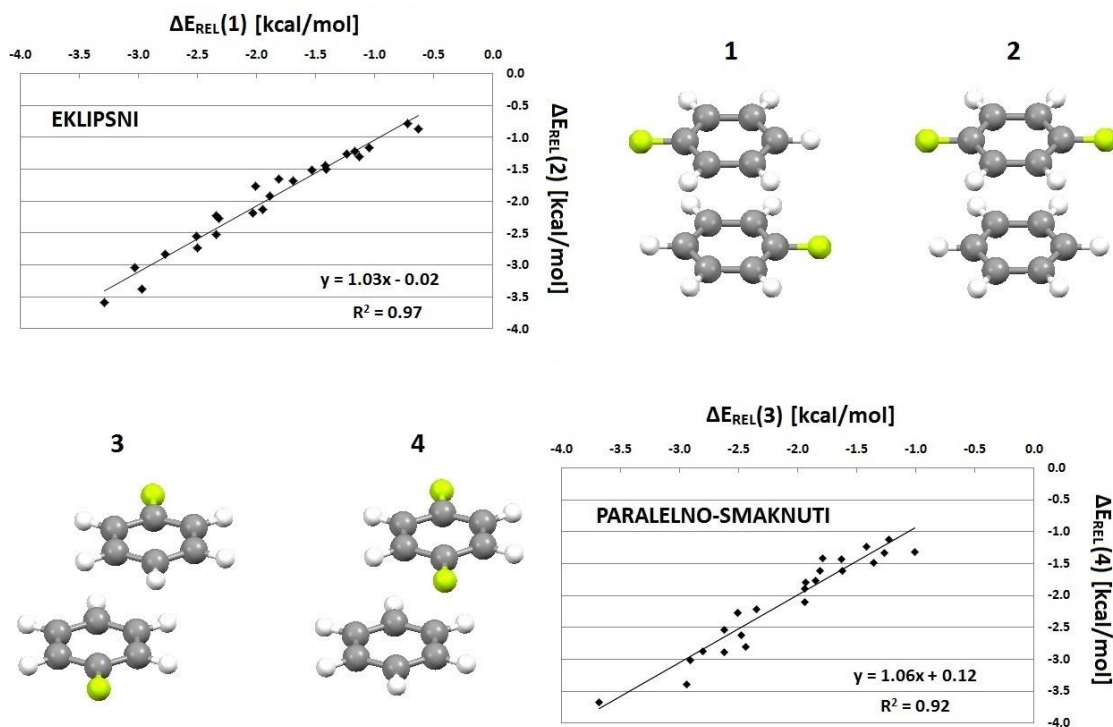 ΔE_REL(1) [kcal/mol]
-4.0 -3.5 -3.0 -2.5 -2.0 -1.5 -1.0 -0.5 0.0
0.0
-0.5
-1.0
-1.5
-2.0
-2.5
-3.0
-3.5
-4.0
ΔE_REL(2) [kcal/mol]
EKLIPSNI
y = 1.03x - 0.02
R² = 0.97
1 2
3 4
ΔE_REL(3) [kcal/mol]
-4.0 -3.5 -3.0 -2.5 -2.0 -1.5 -1.0 -0.5 0.0
0.0
-0.5
-1.0
-1.5
-2.0
-2.5
-3.0
-3.5
-4.0
ΔE_REL(4) [kcal/mol]
PARALELNO-SMAKNUTI
y = 1.06x + 0.12
R² = 0.92